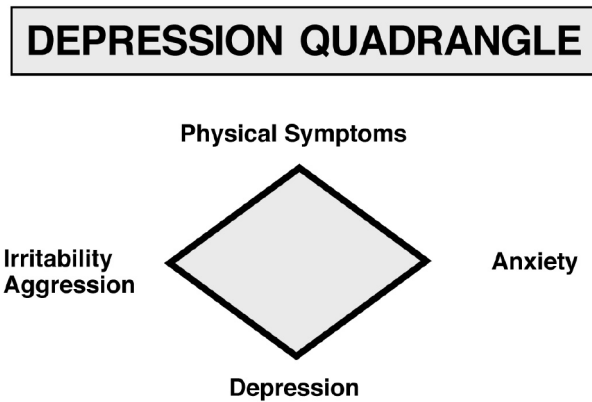 DEPRESSION QUADRANGLE
Physical Symptoms
Irritability
Aggression
Anxiety
Depression